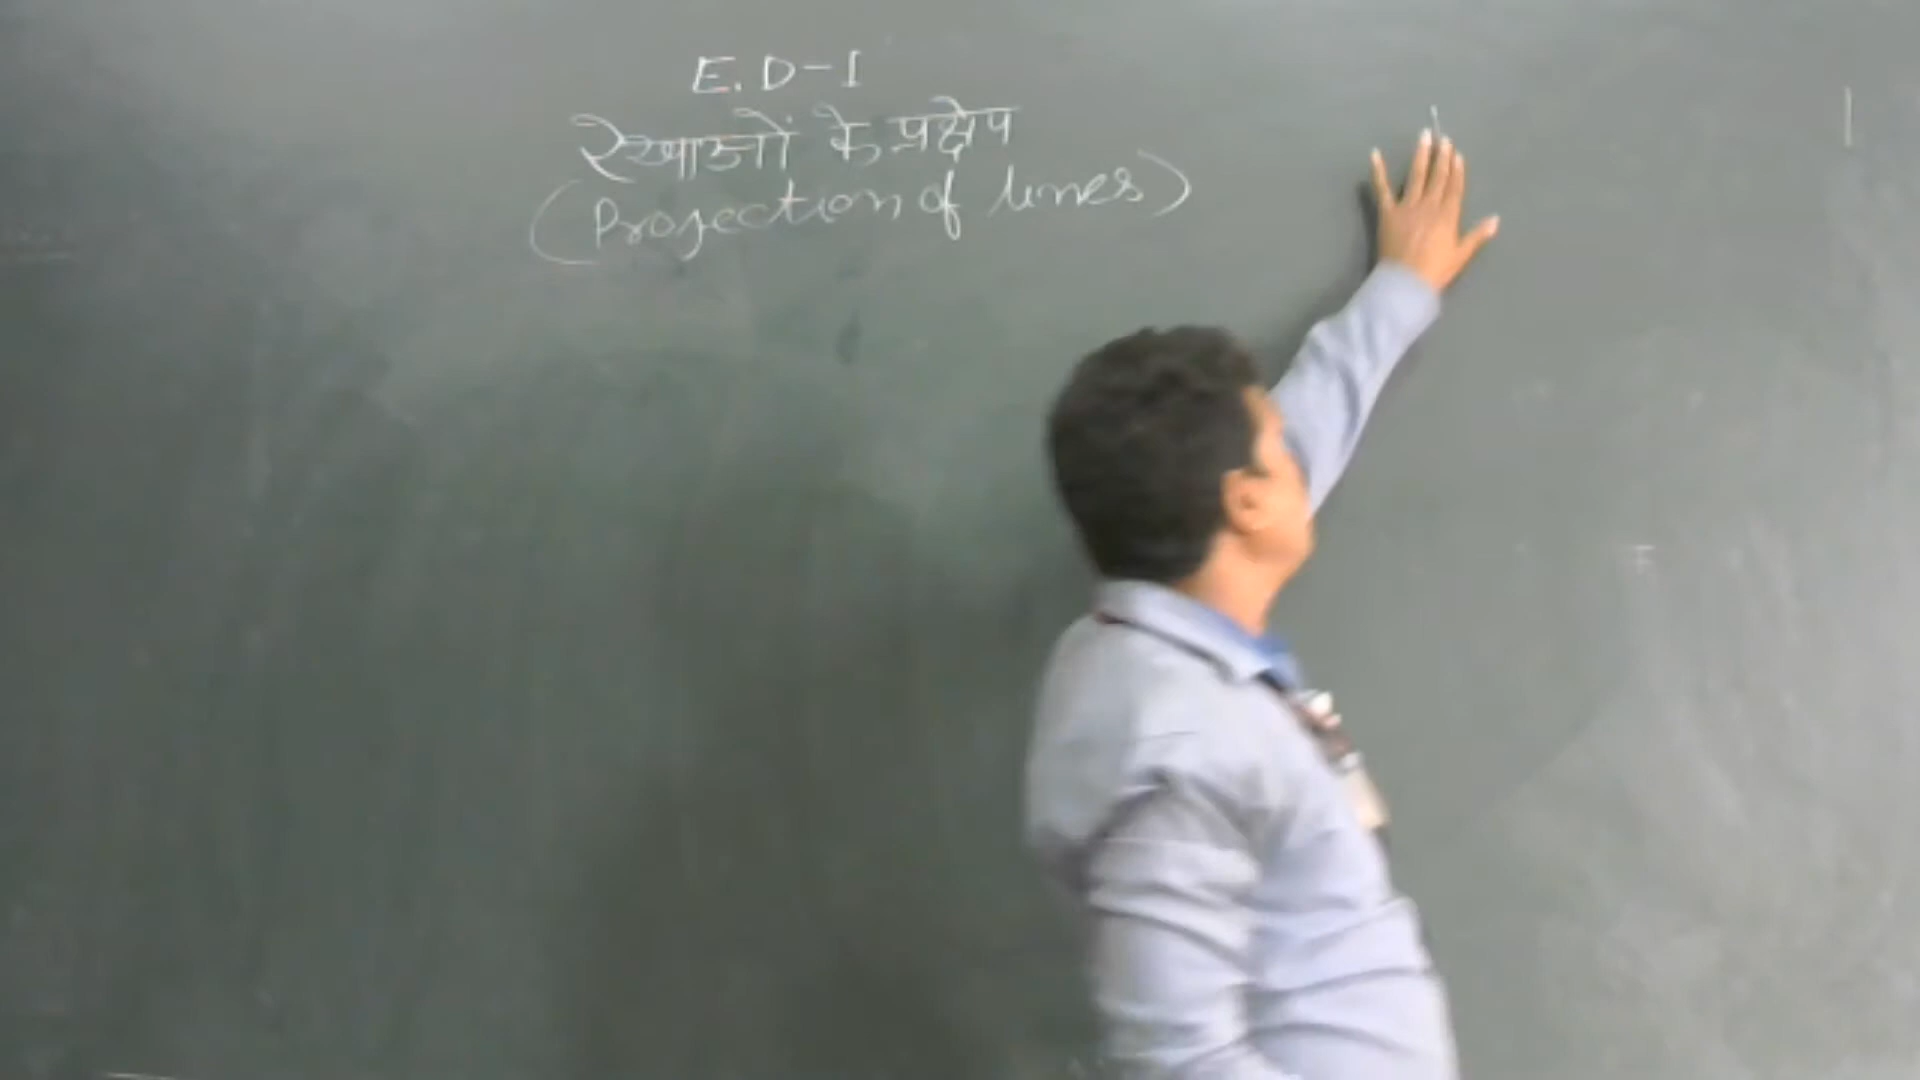 E.D-I
रेखाओं के प्रक्षेप
(Projection of lines)